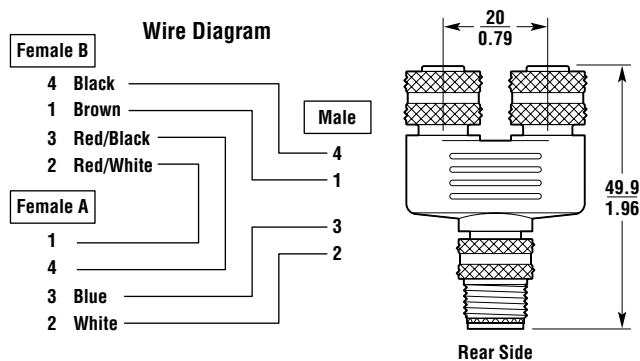 Wire Diagram
Female B
4 Black
1 Brown
3 Red/Black
2 Red/White
Female A
1
4
3 Blue
2 White
Male
4
1
3
2
20
0.79
49.9
1.96
Rear Side